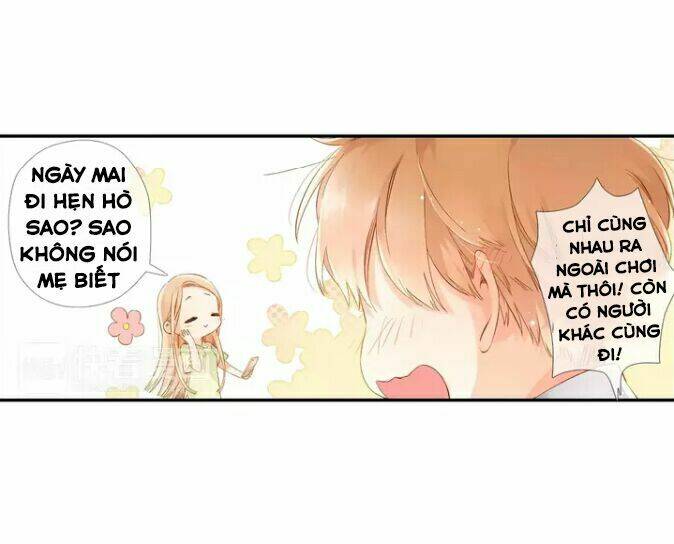 NGÀY MAI
ĐI HẸN HÒ
SAO? SAO
KHÔNG NÓI
MẸ BIẾT
CHỈ CÙNG
NHAU RA
NGOÀI CHƠI
MÀ THÔI! CÒN
CÓ NGƯỜI
KHÁC CÙNG
ĐI!